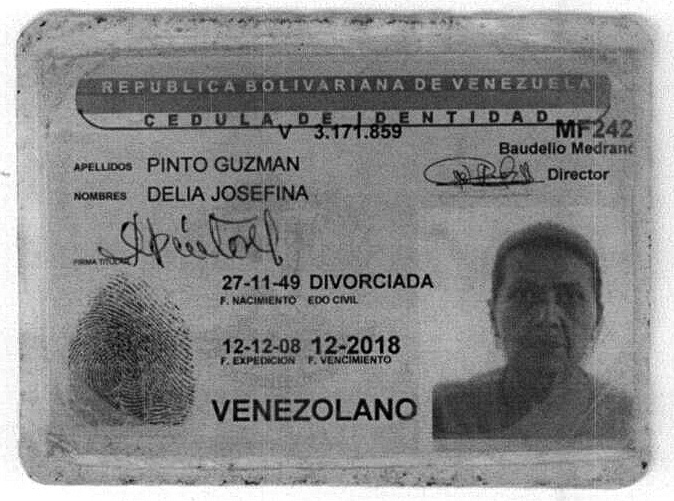 REPUBLICA BOLIVARIANA DE VENEZUELA
CEDULA DE IDENTIDAD
V 3.171.859
MF242
Baudelio Medrano
Director
APELLIDOS PINTO GUZMAN
NOMBRES DELIA JOSEFINA
FIRMA TITULAR
27-11-49 DIVORCIADA
F. NACIMIENTO EDO CIVIL
12-12-08 12-2018
F. EXPEDICION F. VENCIMIENTO
VENEZOLANO